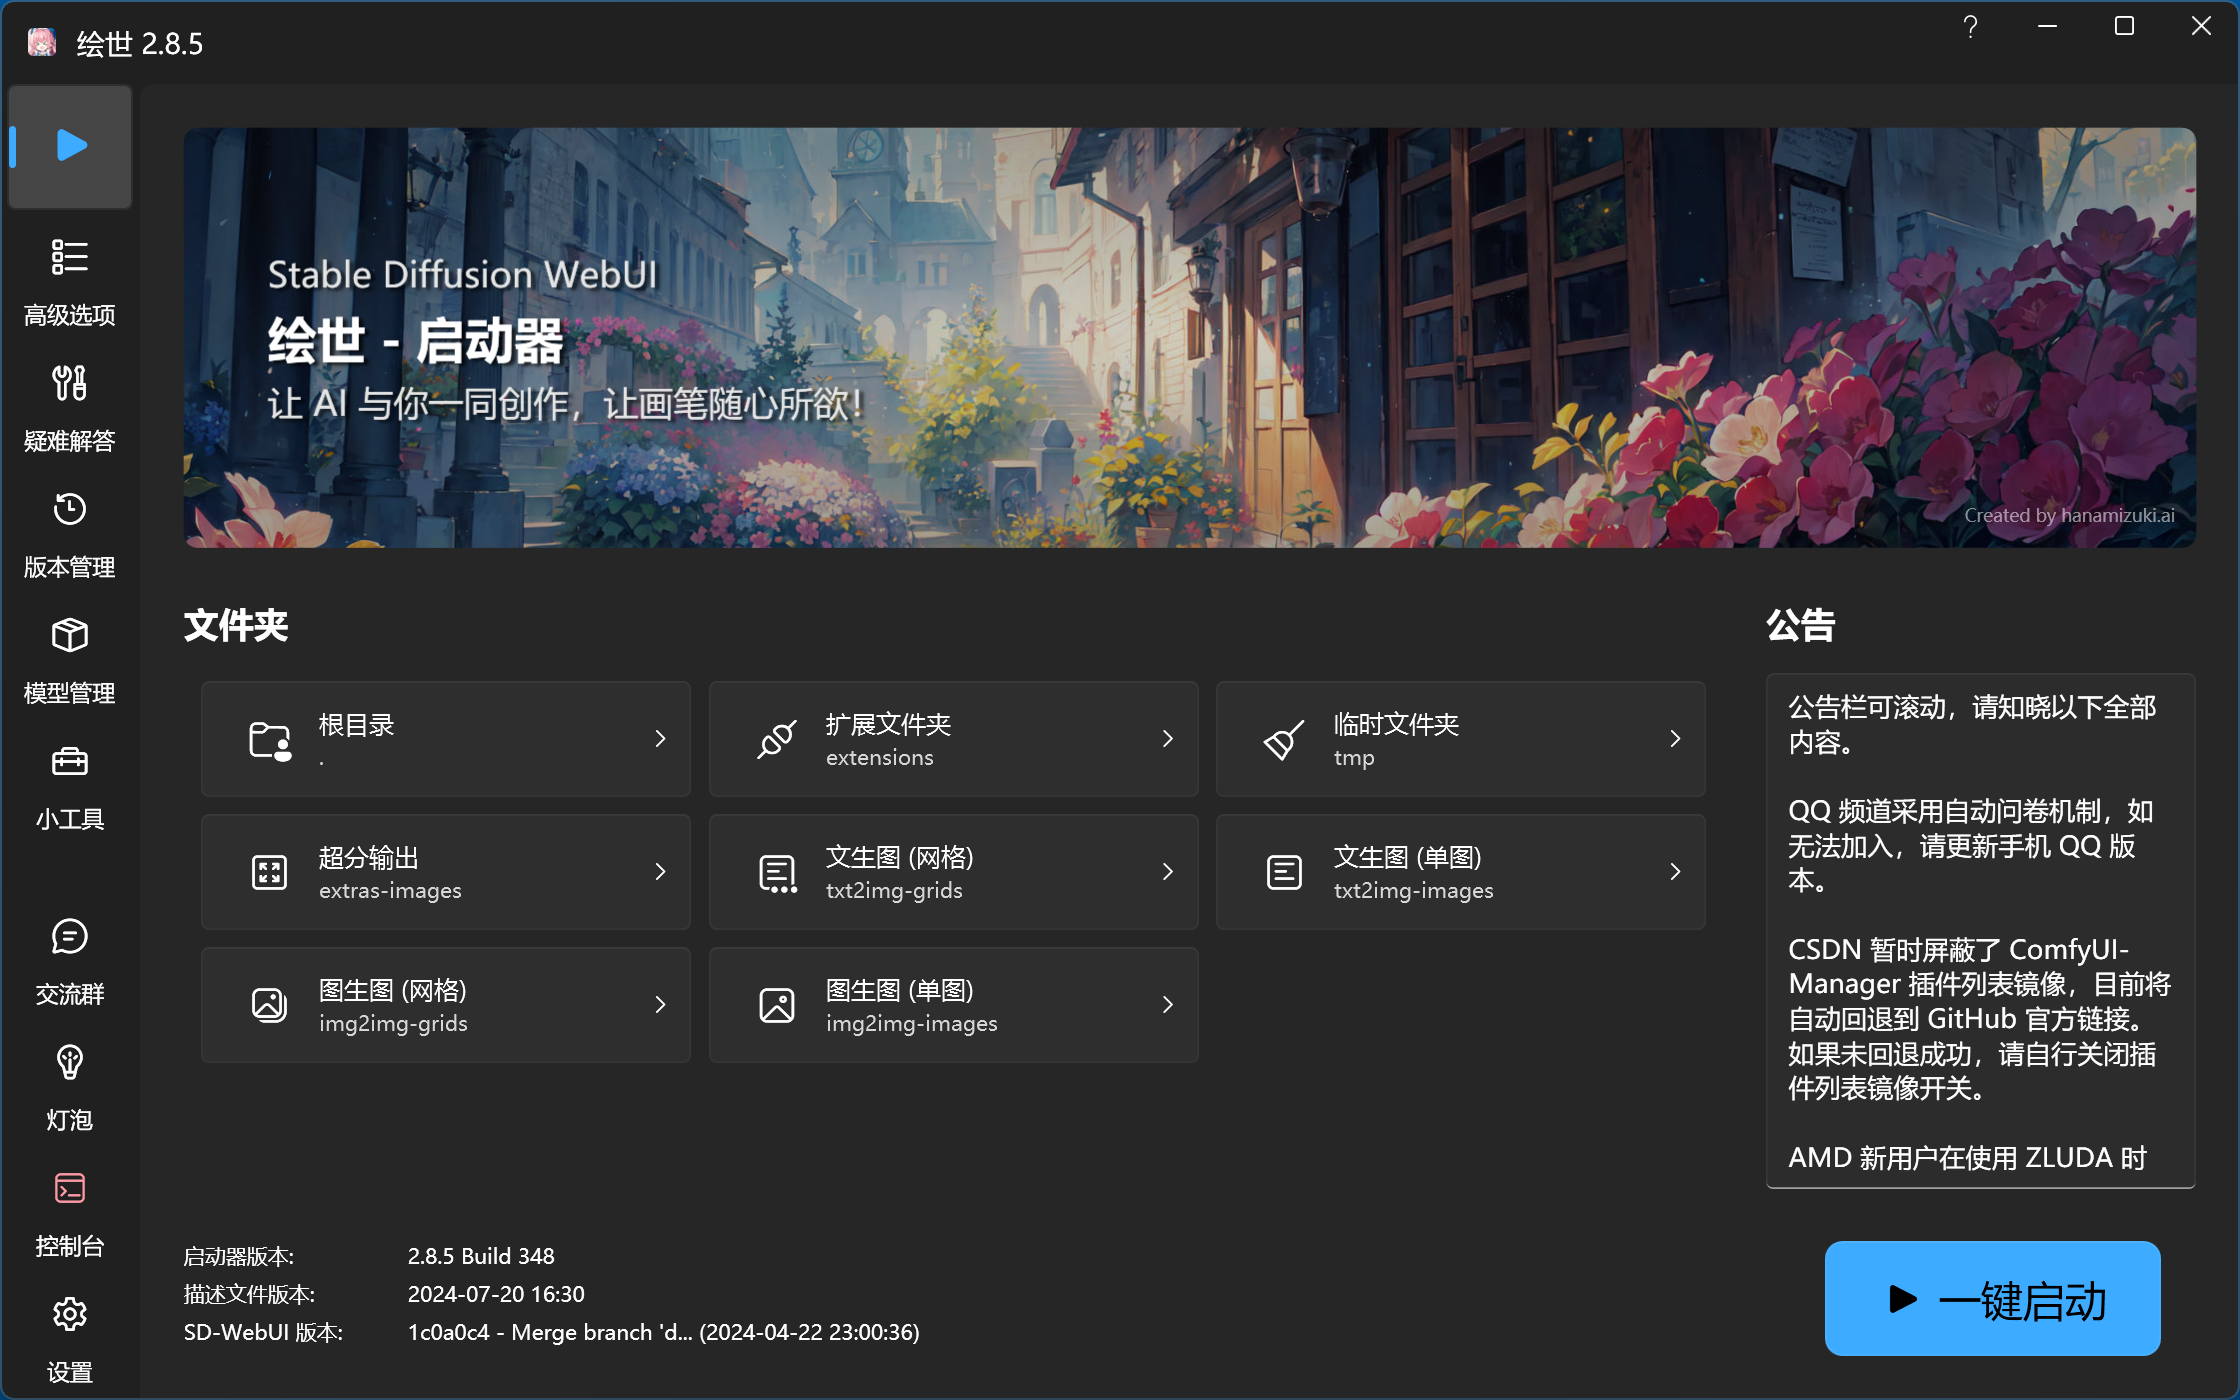 绘世 2.8.5
高级选项
疑难解答
版本管理
模型管理
小工具
交流群
灯泡
控制台
设置
Stable Diffusion WebUI
绘世 - 启动器
让 AI 与你一同创作，让画笔随心所欲！
Created by hanamizuki.ai
文件夹
根目录
.
扩展文件夹
extensions
临时文件夹
tmp
超分输出
extras-images
文生图 (网格)
txt2img-grids
文生图 (单图)
txt2img-images
图生图 (网格)
img2img-grids
图生图 (单图)
img2img-images
公告
公告栏可滚动，请知晓以下全部
内容。
QQ 频道采用自动问卷机制，如
无法加入，请更新手机 QQ 版
本。
CSDN 暂时屏蔽了 ComfyUI-
Manager 插件列表镜像，目前将
自动回退到 GitHub 官方链接。
如果未回退成功，请自行关闭插
件列表镜像开关。
AMD 新用户在使用 ZLUDA 时
启动器版本: 2.8.5 Build 348
描述文件版本: 2024-07-20 16:30
SD-WebUI 版本: 1c0a0c4 - Merge branch 'd... (2024-04-22 23:00:36)
一键启动